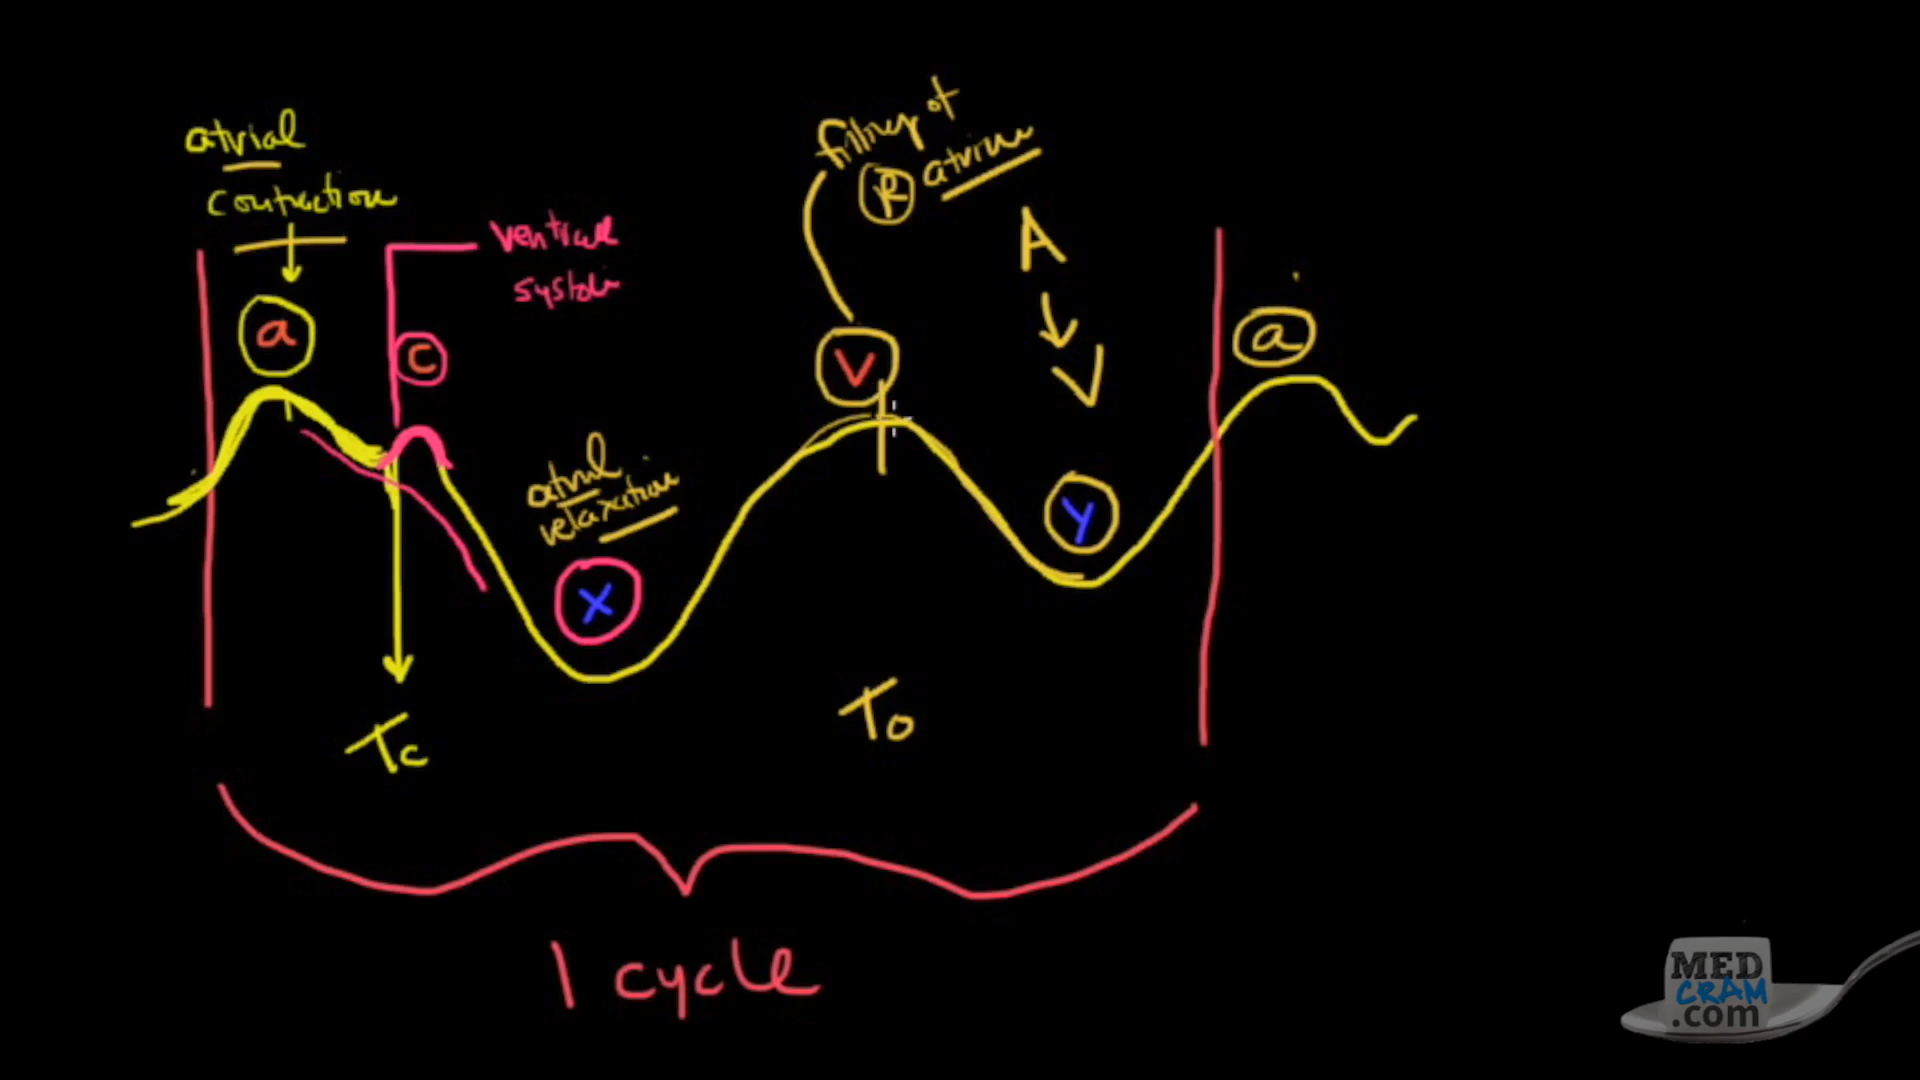 atrial
contraction
ventricle
systole
filling of
R atrium
A
V
a
c
V
a
atrial
relaxation
X
y
Tc
To
1 cycle
MED
CRAM
.com